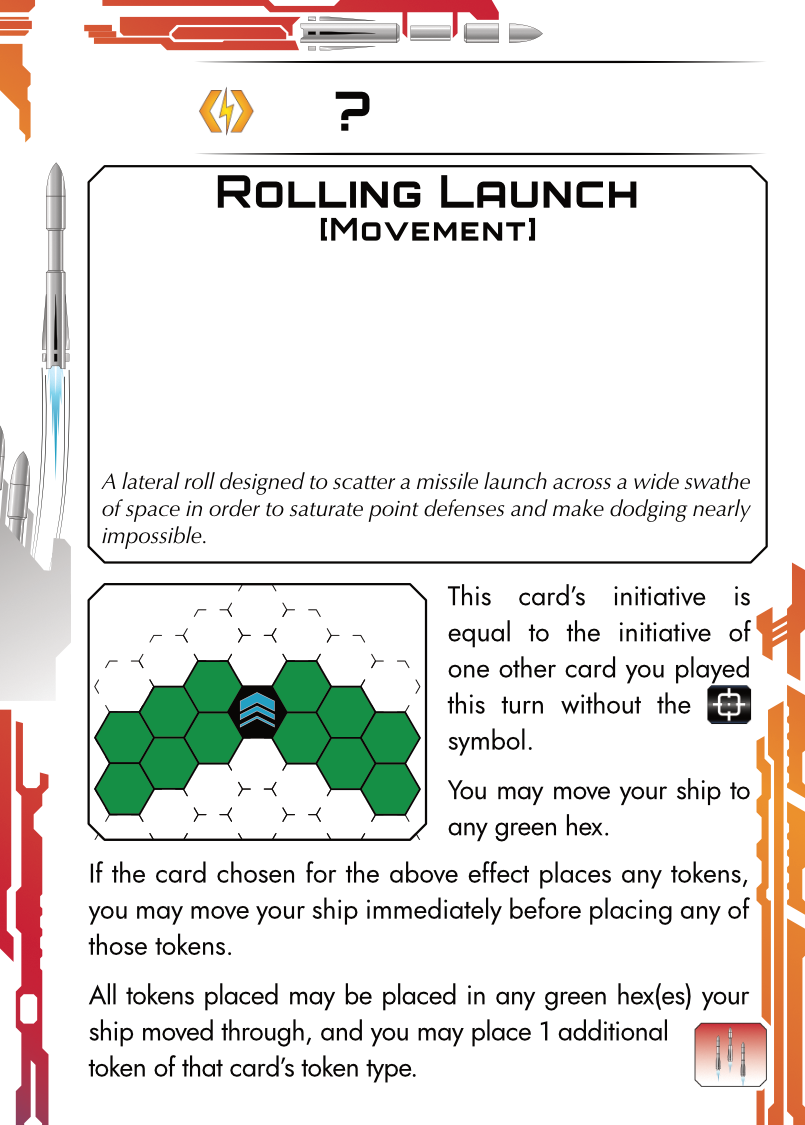 ?
Rolling Launch
[Movement]
A lateral roll designed to scatter a missile launch across a wide swathe
of space in order to saturate point defenses and make dodging nearly
impossible.
This card's initiative is
equal to the initiative of
one other card you played
this turn without the
symbol.
You may move your ship to
any green hex.
If the card chosen for the above effect places any tokens,
you may move your ship immediately before placing any of
those tokens.
All tokens placed may be placed in any green hex(es) your
ship moved through, and you may place 1 additional
token of that card's token type.